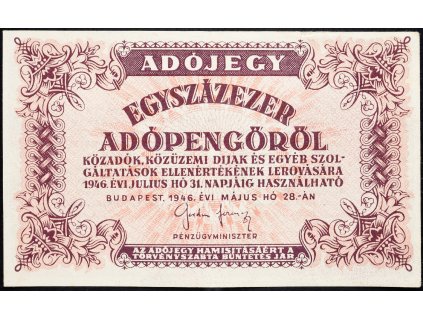 ADÓJEGY
EGYSZÁZEZER
ADÓPENGŐRŐL
KÖZADÓK, KÖZÜZEMI DIJAK ÉS EGYÉB SZOL-
GÁLTATÁSOK ELLENÉRTÉKÉNEK LEROVÁSÁRA
1946. ÉVI JULIUS HÓ 31. NAPJÁIG HASZNÁLHATÓ
BUDAPEST, 1946. ÉVI MÁJUS HÓ 28.-ÁN
PÉNZÜGYMINISZTER
AZ ADÓJEGY HAMISITÁSÁÉRT A
TÖRVÉNYSZABTA BÜNTETÉS JÁR